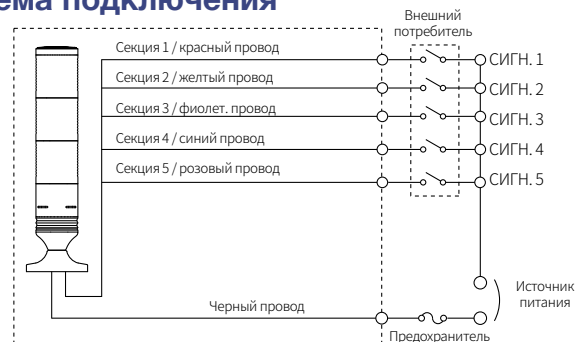 ема подключения
Внешний
потребитель
Секция 1 / красный провод
СИГН. 1
Секция 2 / желтый провод
СИГН. 2
Секция 3 / фиолет. провод
СИГН. 3
Секция 4 / синий провод
СИГН. 4
Секция 5 / розовый провод
СИГН. 5
Источник
питания
Черный провод
Предохранитель